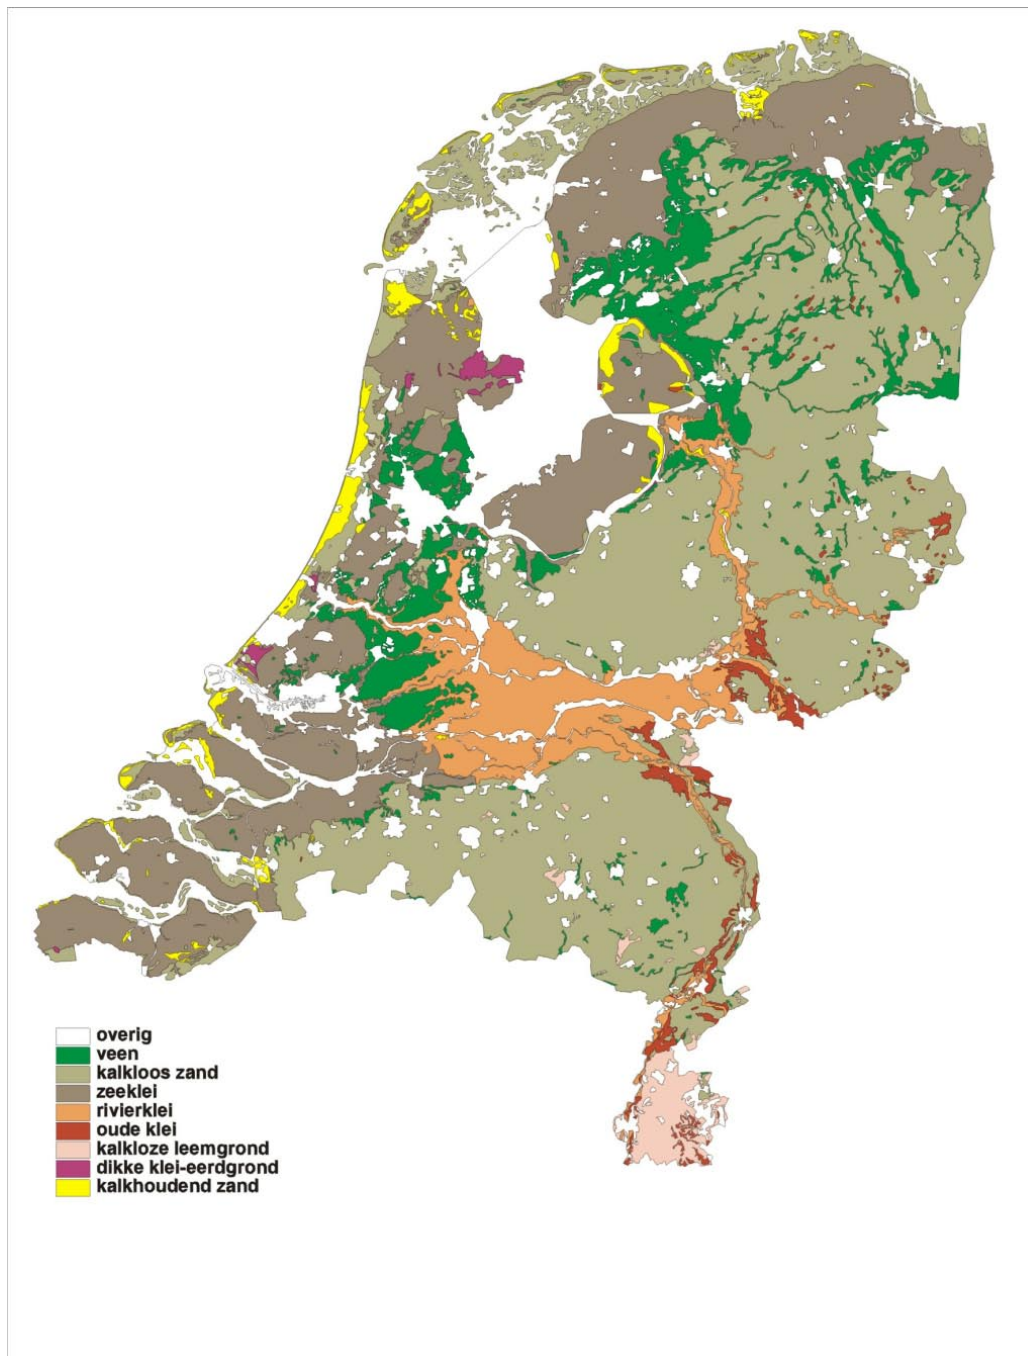 overig
veen
kalkloos zand
zeeklei
rivierklei
oude klei
kalkloze leemgrond
dikke klei-eerdgrond
kalkhoudend zand